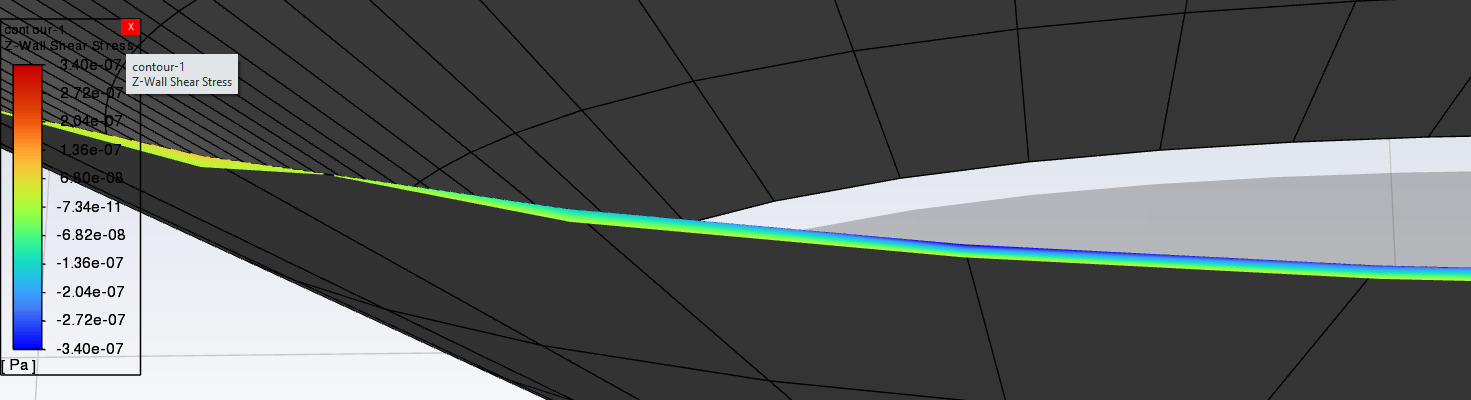 contour-1
X
Z-Wall Shear Stress
contour-1
Z-Wall Shear Stress
3.40e-07
2.72e-07
2.04e-07
1.36e-07
6.80e-08
-7.34e-11
-6.82e-08
-1.36e-07
-2.04e-07
-2.72e-07
-3.40e-07
[ Pa ]